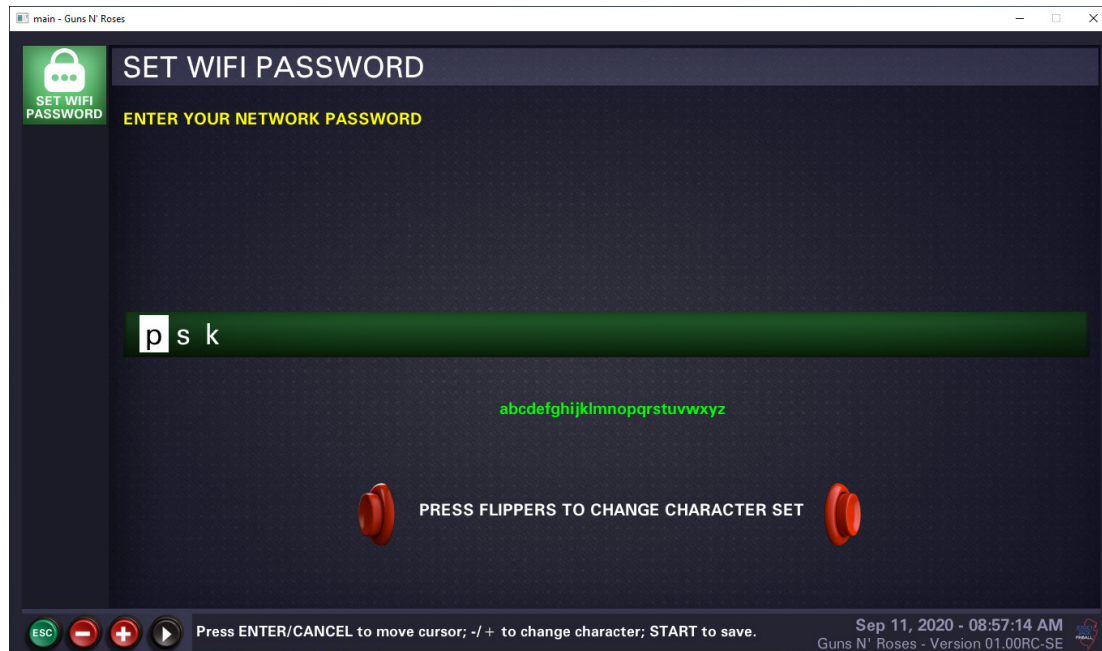 main - Guns N' Roses
SET WIFI PASSWORD
SET WIFI
PASSWORD
ENTER YOUR NETWORK PASSWORD
p s k
abcdefghijklmnopqrstuvwxyz
PRESS FLIPPERS TO CHANGE CHARACTER SET
ESC
Press ENTER/CANCEL to move cursor; -/+ to change character; START to save.
Sep 11, 2020 - 08:57:14 AM
Guns N' Roses - Version 01.00RC-SE